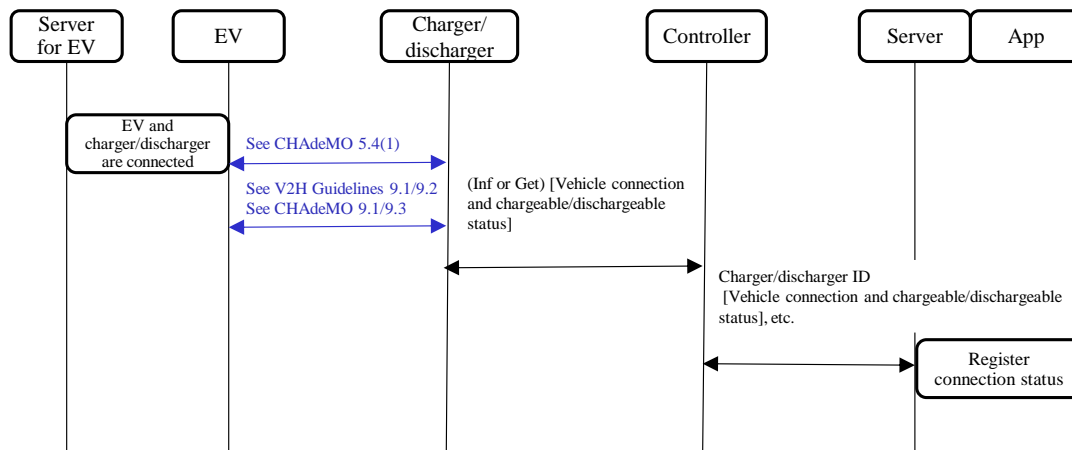 Server
for EV
EV
Charger/
discharger
Controller
Server
App
EV and
charger/discharger
are connected
See CHAdeMO 5.4(1)
See V2H Guidelines 9.1/9.2
See CHAdeMO 9.1/9.3
(Inf or Get) [Vehicle connection
and chargeable/dischargeable
status]
Charger/discharger ID
[Vehicle connection and chargeable/dischargeable
status], etc.
Register
connection status